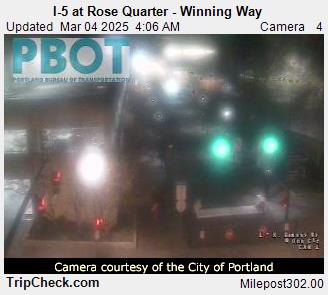 I-5 at Rose Quarter - Winning Way
Updated Mar 04 2025 4:06 AM Camera 4
PBOT
PORTLAND BUREAU OF TRANSPORTATION
Camera courtesy of the City of Portland
TripCheck.com Milepost302.00